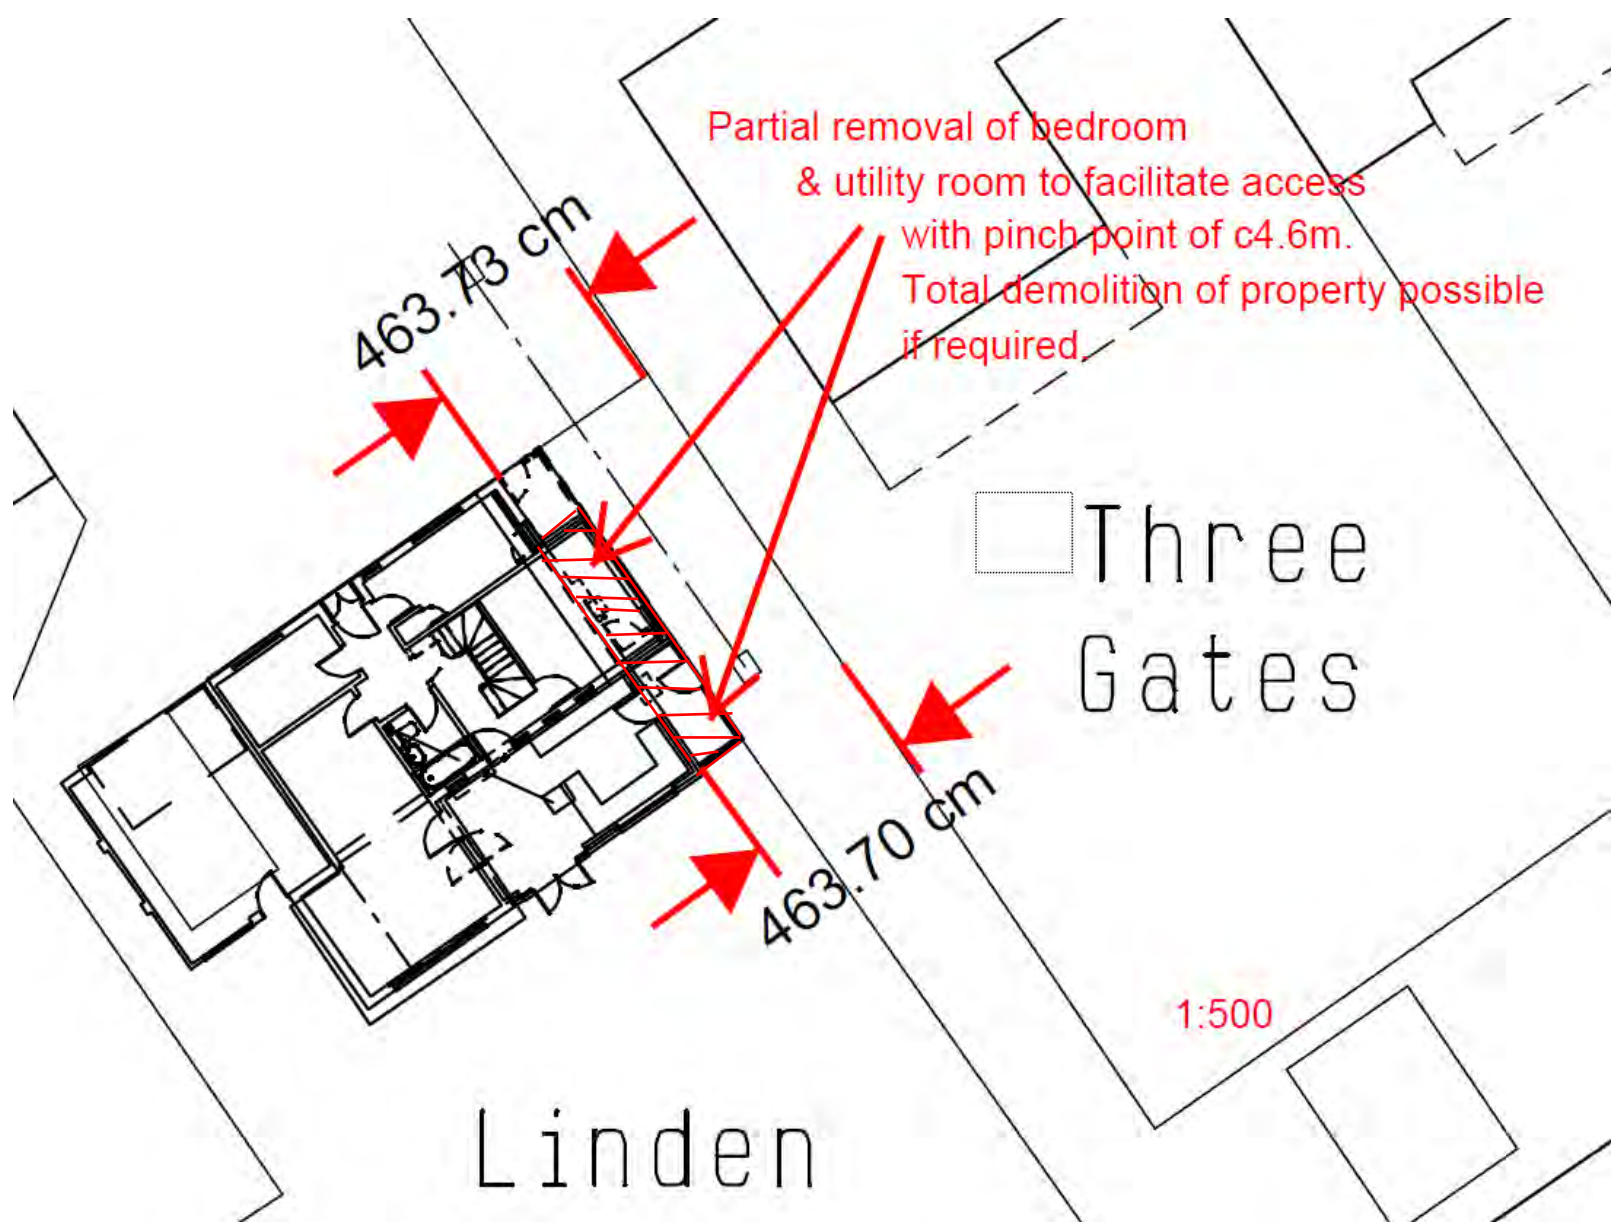 Partial removal of bedroom
& utility room to facilitate access
with pinch point of c4.6m.
Total demolition of property possible
if required.
463.73 cm
Three
Gates
463.70 cm
1:500
Linden